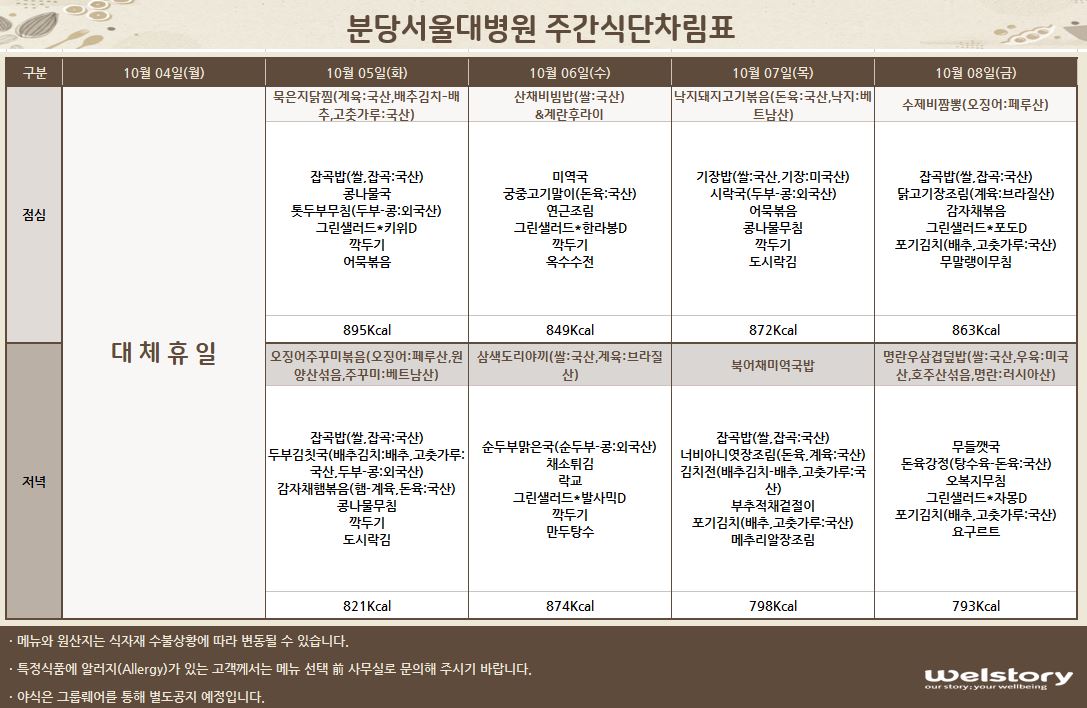 분당서울대병원 주간식단차림표
구분
10월 04일(월)
10월 05일(화)
10월 06일(수)
10월 07일(목)
10월 08일(금)
점심
대 체 휴 일
묵은지닭찜(계육:국산,배추김치-배
추,고춧가루:국산)
잡곡밥(쌀,잡곡:국산)
콩나물국
톳두부무침(두부-콩:외국산)
그린샐러드*키위D
깍두기
어묵볶음
895Kcal
산채비빔밥(쌀:국산)
&계란후라이
미역국
궁중고기말이(돈육:국산)
연근조림
그린샐러드*한라봉D
깍두기
옥수수전
849Kcal
낙지돼지고기볶음(돈육:국산,낙지:베
트남산)
기장밥(쌀:국산,기장:미국산)
시락국(두부-콩:외국산)
어묵볶음
콩나물무침
깍두기
도시락김
872Kcal
수제비짬뽕(오징어:페루산)
잡곡밥(쌀,잡곡:국산)
닭고기장조림(계육:브라질산)
감자채볶음
그린샐러드*포도D
포기김치(배추,고춧가루:국산)
무말랭이무침
863Kcal
저녁
오징어주꾸미볶음(오징어:페루산,원
양산섞음,주꾸미:베트남산)
잡곡밥(쌀,잡곡:국산)
두부김칫국(배추김치:배추,고춧가루:
국산,두부-콩:외국산)
감자채햄볶음(햄-계육,돈육:국산)
콩나물무침
깍두기
도시락김
821Kcal
삼색도리야끼(쌀:국산,계육:브라질
산)
순두부맑은국(순두부-콩:외국산)
채소튀김
락교
그린샐러드*발사믹D
깍두기
만두탕수
874Kcal
북어채미역국밥
잡곡밥(쌀,잡곡:국산)
너비아니엿장조림(돈육,계육:국산)
김치전(배추김치-배추,고춧가루:국
산)
부추적채겉절이
포기김치(배추,고춧가루:국산)
메추리알장조림
798Kcal
명란우삼겹덮밥(쌀:국산,우육:미국
산,호주산섞음,명란:러시아산)
무들깻국
돈육강정(탕수육-돈육:국산)
오복지무침
그린샐러드*자몽D
포기김치(배추,고춧가루:국산)
요구르트
793Kcal
· 메뉴와 원산지는 식자재 수불상황에 따라 변동될 수 있습니다.
· 특정식품에 알러지(Allergy)가 있는 고객께서는 메뉴 선택 前 사무실로 문의해 주시기 바랍니다.
· 야식은 그룹웨어를 통해 별도공지 예정입니다.
welstory
our story; your wellbeing